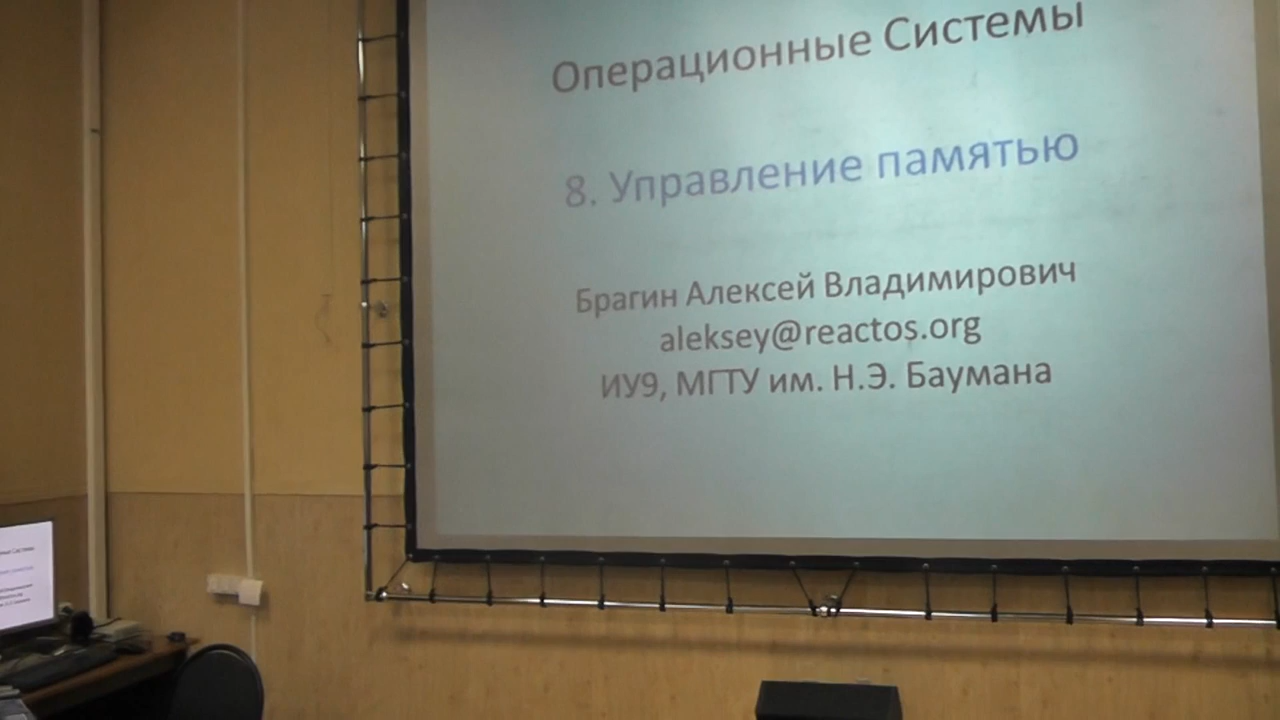 Операционные Системы
8. Управление памятью
Брагин Алексей Владимирович
aleksey@reactos.org
ИУ9, МГТУ им. Н.Э. Баумана